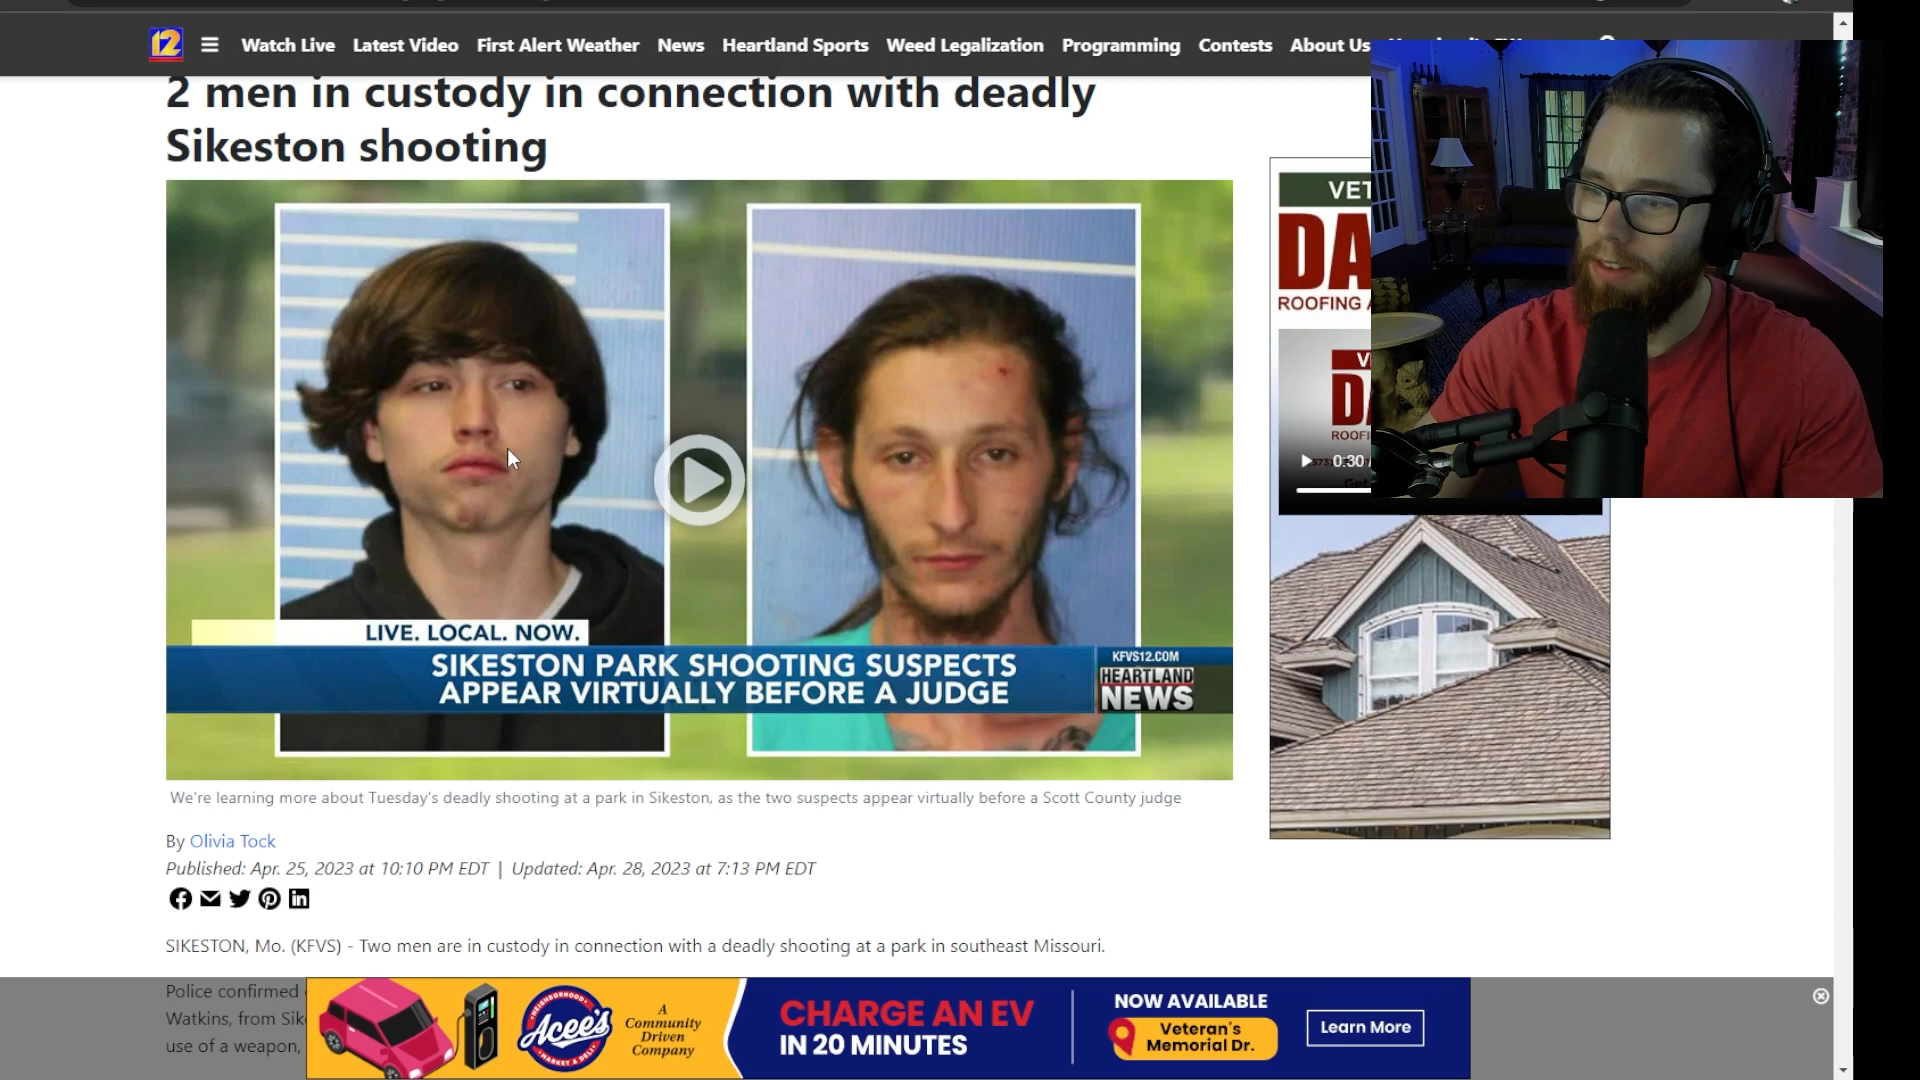 12
Watch Live Latest Video First Alert Weather News Heartland Sports Weed Legalization Programming Contests About Us
2 men in custody in connection with deadly
Sikeston shooting
VET
DA
ROOFING
V
D
ROOFI
0:30
LIVE. LOCAL. NOW.
SIKESTON PARK SHOOTING SUSPECTS
APPEAR VIRTUALLY BEFORE A JUDGE
KFVS12.COM
HEARTLAND
NEWS
We're learning more about Tuesday's deadly shooting at a park in Sikeston, as the two suspects appear virtually before a Scott County judge
By Olivia Tock
Published: Apr. 25, 2023 at 10:10 PM EDT | Updated: Apr. 28, 2023 at 7:13 PM EDT
SIKESTON, Mo. (KFVS) - Two men are in custody in connection with a deadly shooting at a park in southeast Missouri.
Police confirmed
Watkins, from Sik
use of a weapon,
NEIGHBORHOOD
Acee's
MARKET & DELI
A
Community
Driven
Company
CHARGE AN EV
IN 20 MINUTES
NOW AVAILABLE
Veteran's
Memorial Dr.
Learn More